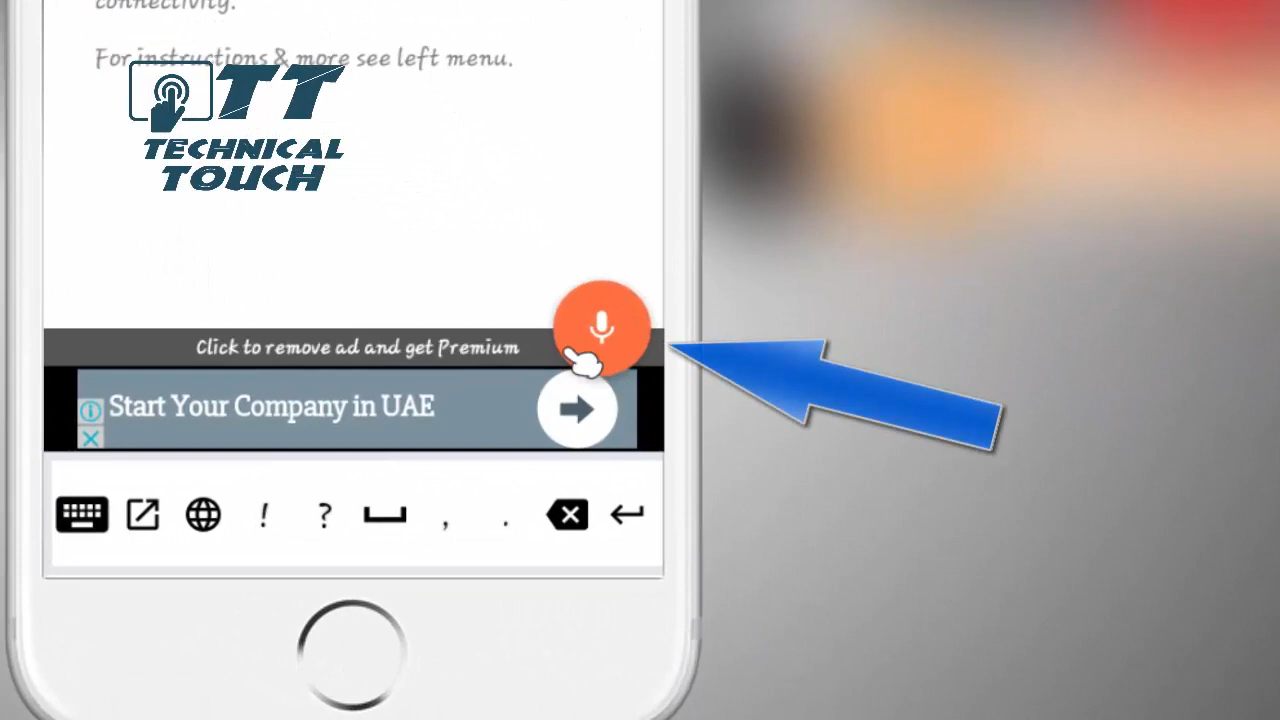 connectivity.
For instructions & more see left menu.
TT
TECHNICAL
TOUCH
Click to remove ad and get Premium
Start Your Company in UAE
! ? , .